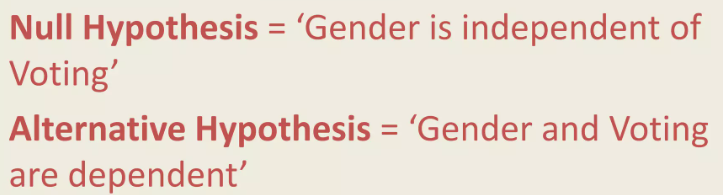 Null Hypothesis = ‘Gender is independent of
Voting’
Alternative Hypothesis = ‘Gender and Voting
are dependent’